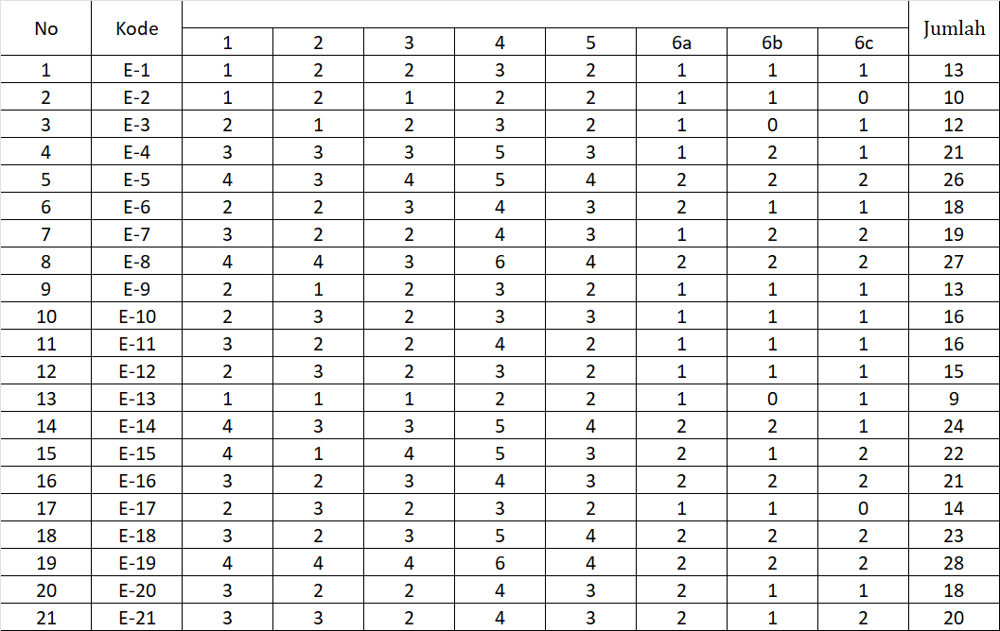 No Kode Jumlah
1 2 3 4 5 6a 6b 6c
1 E-1 1 2 2 3 2 1 1 1 13
2 E-2 1 2 1 2 2 1 1 0 10
3 E-3 2 1 2 3 2 1 0 1 12
4 E-4 3 3 3 5 3 1 2 1 21
5 E-5 4 3 4 5 4 2 2 2 26
6 E-6 2 2 3 4 3 2 1 1 18
7 E-7 3 2 2 4 3 1 2 2 19
8 E-8 4 4 3 6 4 2 2 2 27
9 E-9 2 1 2 3 2 1 1 1 13
10 E-10 2 3 2 3 3 1 1 1 16
11 E-11 3 2 2 4 2 1 1 1 16
12 E-12 2 3 2 3 2 1 1 1 15
13 E-13 1 1 1 2 2 1 0 1 9
14 E-14 4 3 3 5 4 2 2 1 24
15 E-15 4 1 4 5 3 2 1 2 22
16 E-16 3 2 3 4 3 2 2 2 21
17 E-17 2 3 2 3 2 1 1 0 14
18 E-18 3 2 3 5 4 2 2 2 23
19 E-19 4 4 4 6 4 2 2 2 28
20 E-20 3 2 2 4 3 2 1 1 18
21 E-21 3 3 2 4 3 2 1 2 20